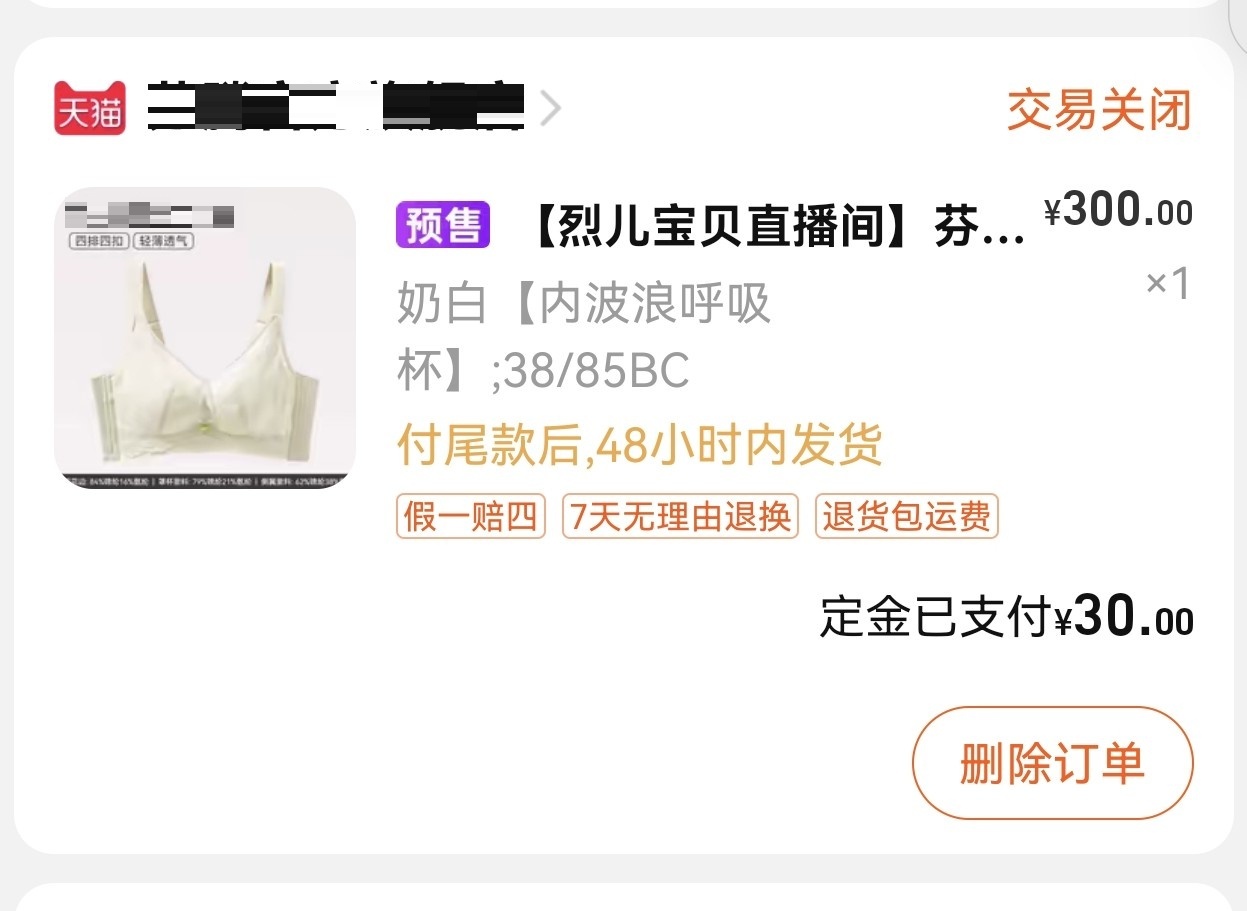 天猫
交易关闭
预售 【烈儿宝贝直播间】芬... ¥300.00
奶白【内波浪呼吸 ×1
杯】;38/85BC
四排四扣 轻薄透气
付尾款后,48小时内发货
假一赔四 7天无理由退换 退货包运费
定金已支付¥30.00
删除订单